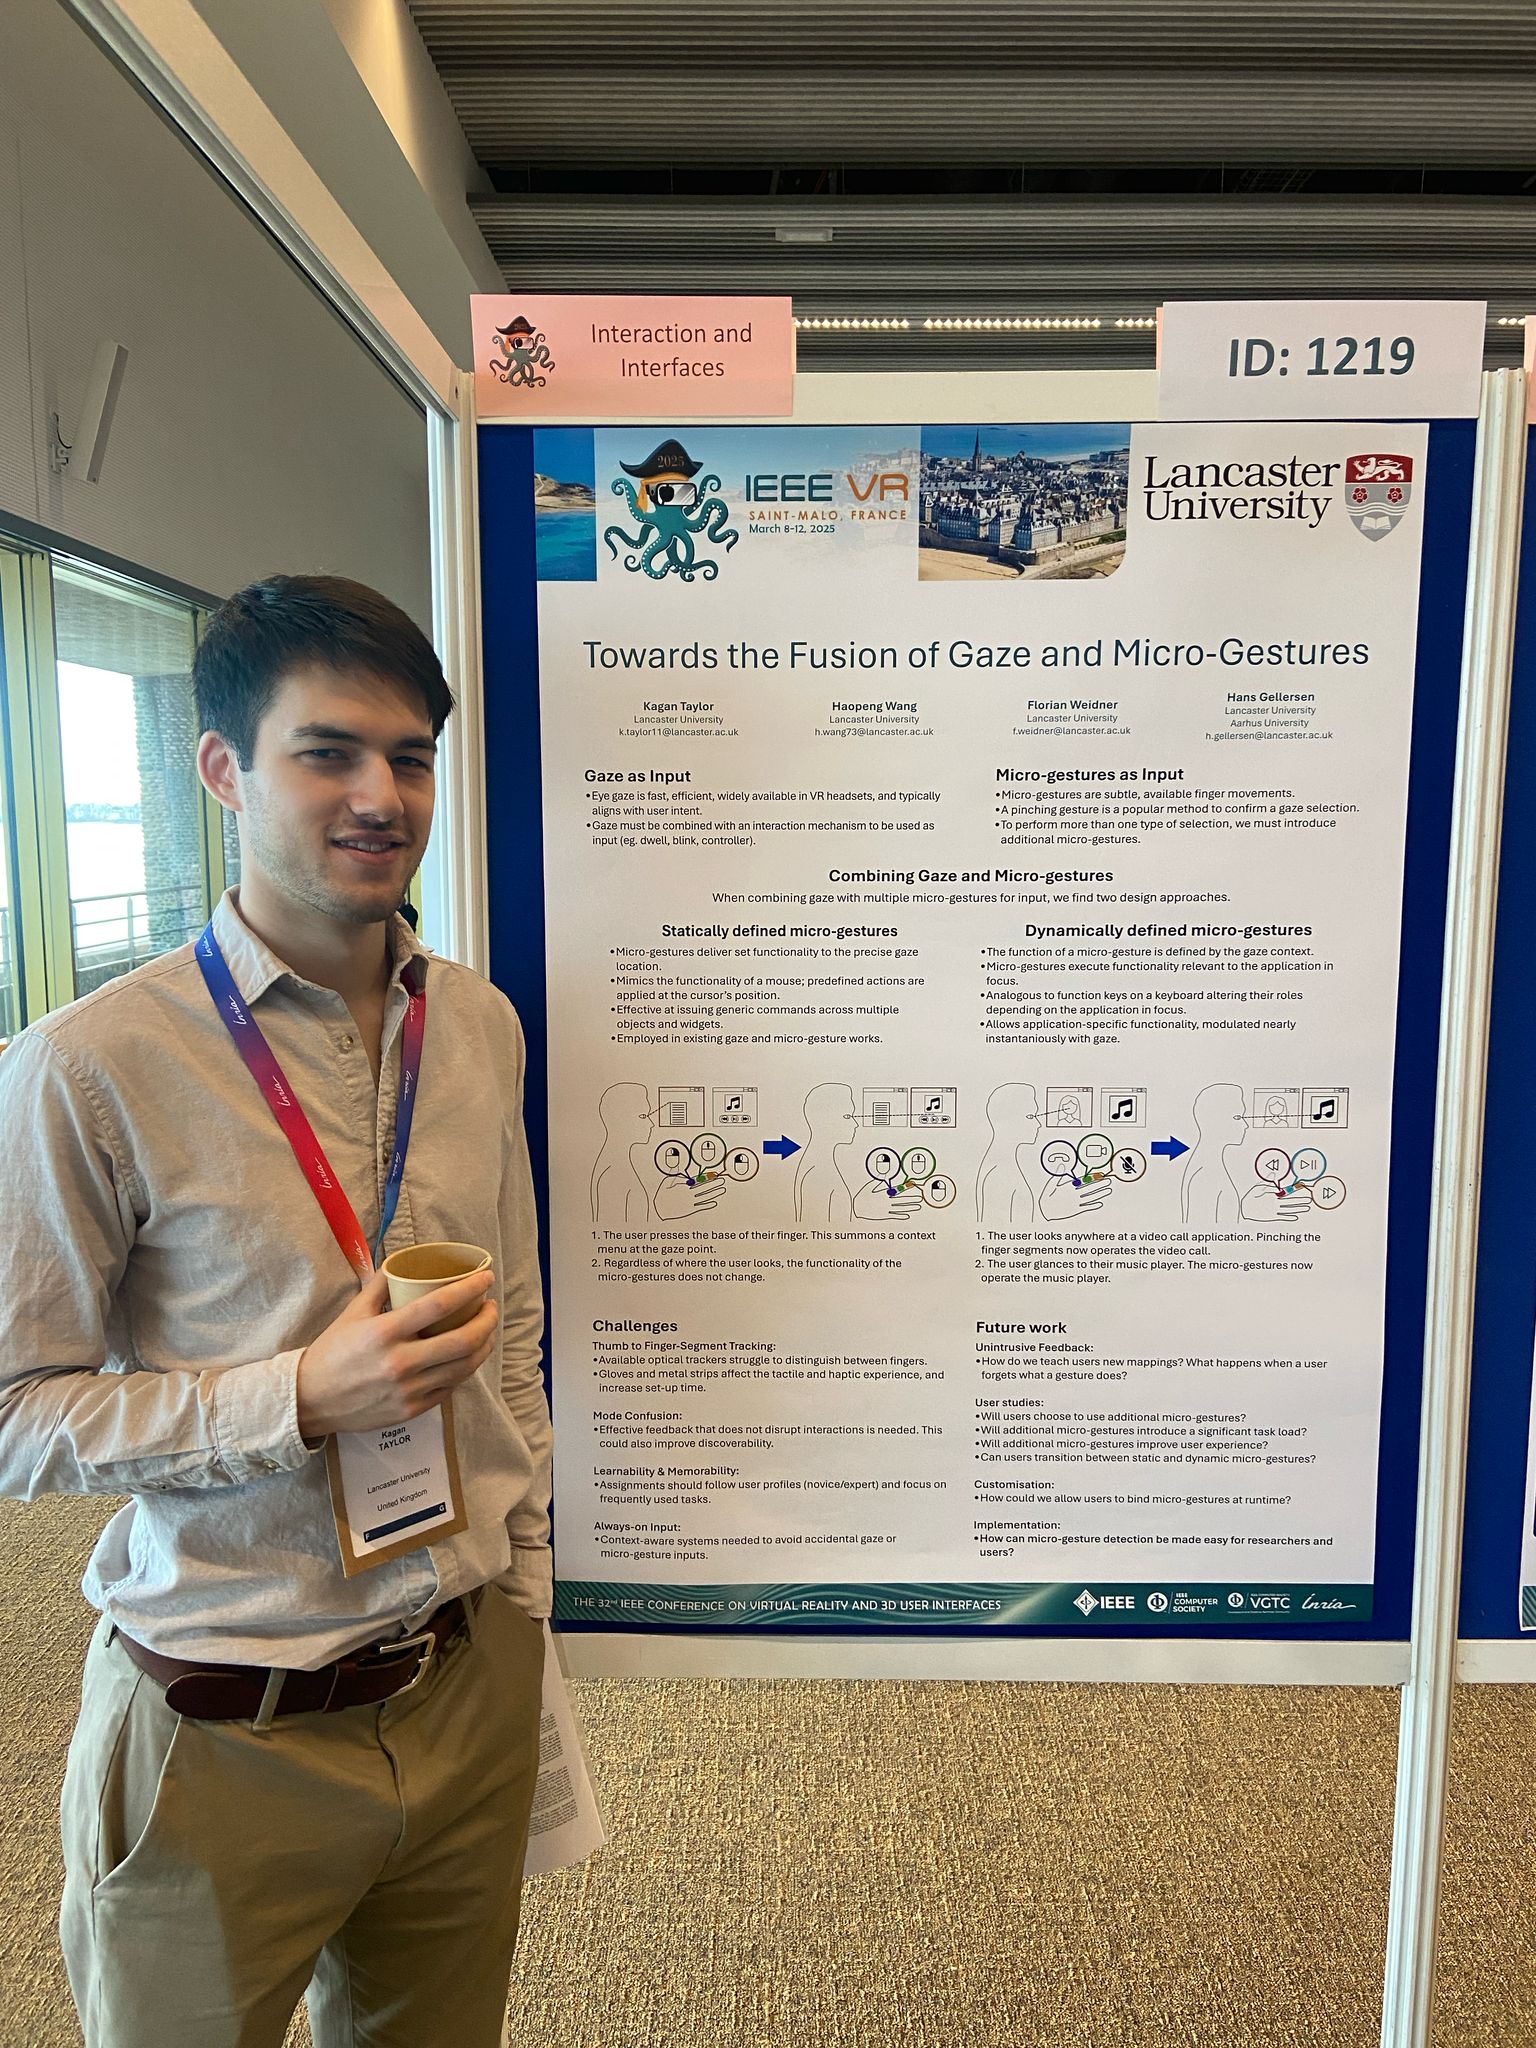 Interaction and
Interfaces
ID: 1219
2025
IEEE VR
SAINT-MALO, FRANCE
March 8-12, 2025
Lancaster
University
Towards the Fusion of Gaze and Micro-Gestures
Kagan Taylor
Lancaster University
k.taylor11@lancaster.ac.uk
Haopeng Wang
Lancaster University
h.wang73@lancaster.ac.uk
Florian Weidner
Lancaster University
f.weidner@lancaster.ac.uk
Hans Gellersen
Lancaster University
Aarhus University
h.gellersen@lancaster.ac.uk
Gaze as Input
•Eye gaze is fast, efficient, widely available in VR headsets, and typically
aligns with user intent.
•Gaze must be combined with an interaction mechanism to be used as
input (eg. dwell, blink, controller).
Micro-gestures as Input
•Micro-gestures are subtle, available finger movements.
•A pinching gesture is a popular method to confirm a gaze selection.
•To perform more than one type of selection, we must introduce
additional micro-gestures.
Combining Gaze and Micro-gestures
When combining gaze with multiple micro-gestures for input, we find two design approaches.
Statically defined micro-gestures
•Micro-gestures deliver set functionality to the precise gaze
location.
•Mimics the functionality of a mouse; predefined actions are
applied at the cursor's position.
•Effective at issuing generic commands across multiple
objects and widgets.
•Employed in existing gaze and micro-gesture works.
Dynamically defined micro-gestures
•The function of a micro-gesture is defined by the gaze context.
•Micro-gestures execute functionality relevant to the application in
focus.
•Analogous to function keys on a keyboard altering their roles
depending on the application in focus.
•Allows application-specific functionality, modulated nearly
instantaniously with gaze.
1. The user presses the base of their finger. This summons a context
menu at the gaze point.
2. Regardless of where the user looks, the functionality of the
micro-gestures does not change.
1. The user looks anywhere at a video call application. Pinching the
finger segments now operates the video call.
2. The user glances to their music player. The micro-gestures now
operate the music player.
Challenges
Thumb to Finger-Segment Tracking:
•Available optical trackers struggle to distinguish between fingers.
•Gloves and metal strips affect the tactile and haptic experience, and
increase set-up time.
Mode Confusion:
•Effective feedback that does not disrupt interactions is needed. This
could also improve discoverability.
Learnability & Memorability:
•Assignments should follow user profiles (novice/expert) and focus on
frequently used tasks.
Always-on Input:
•Context-aware systems needed to avoid accidental gaze or
micro-gesture inputs.
Future work
Unintrusive Feedback:
•How do we teach users new mappings? What happens when a user
forgets what a gesture does?
User studies:
•Will users choose to use additional micro-gestures?
•Will additional micro-gestures introduce a significant task load?
•Will additional micro-gestures improve user experience?
•Can users transition between static and dynamic micro-gestures?
Customisation:
•How could we allow users to bind micro-gestures at runtime?
Implementation:
•How can micro-gesture detection be made easy for researchers and
users?
THE 32nd IEEE CONFERENCE ON VIRTUAL REALITY AND 3D USER INTERFACES
IEEE
IEEE
COMPUTER
SOCIETY
VGTC
Inria
Inria
Inria
Inria
Inria
Kagan
TAYLOR
Lancaster University
United Kingdom
F
G